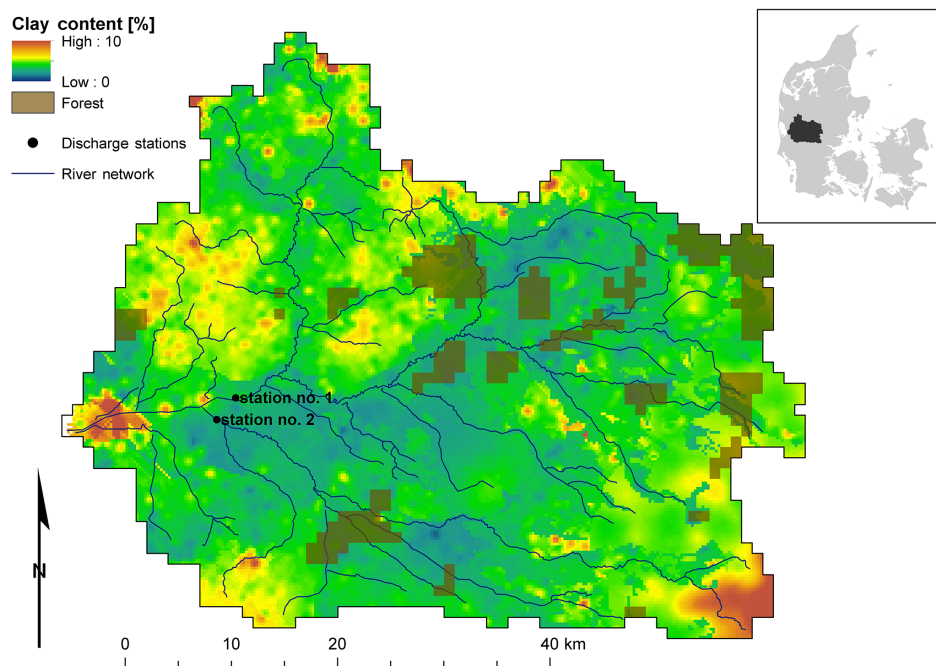 Clay content [%]
High : 10
Low : 0
Forest
Discharge stations
River network
station no. 1
station no. 2
N
0 10 20 40 km